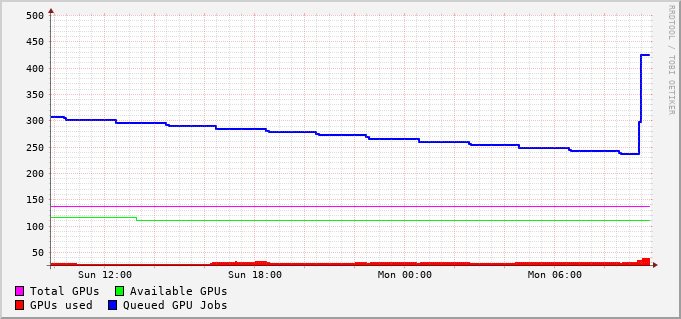 500
450
400
350
300
250
200
150
100
50
Sun 12:00 Sun 18:00 Mon 00:00 Mon 06:00
Total GPUs Available GPUs
GPUs used Queued GPU Jobs
RRDTOOL / TOBI OETIKER